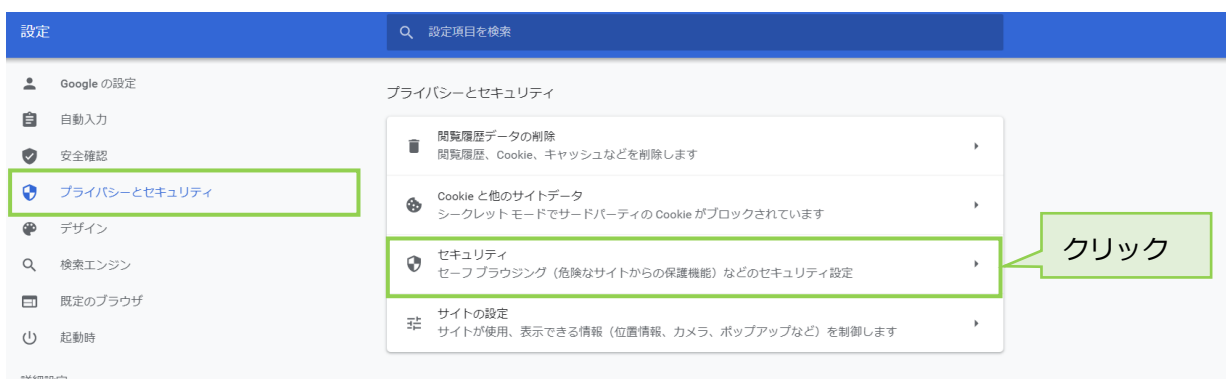 設定
設定項目を検索
Google の設定
自動入力
安全確認
プライバシーとセキュリティ
デザイン
検索エンジン
既定のブラウザ
起動時
プライバシーとセキュリティ
閲覧履歴データの削除
閲覧履歴、Cookie、キャッシュなどを削除します
Cookie と他のサイトデータ
シークレット モードでサードパーティの Cookie がブロックされています
セキュリティ
セーフ ブラウジング（危険なサイトからの保護機能）などのセキュリティ設定
クリック
サイトの設定
サイトが使用、表示できる情報（位置情報、カメラ、ポップアップなど）を制御します